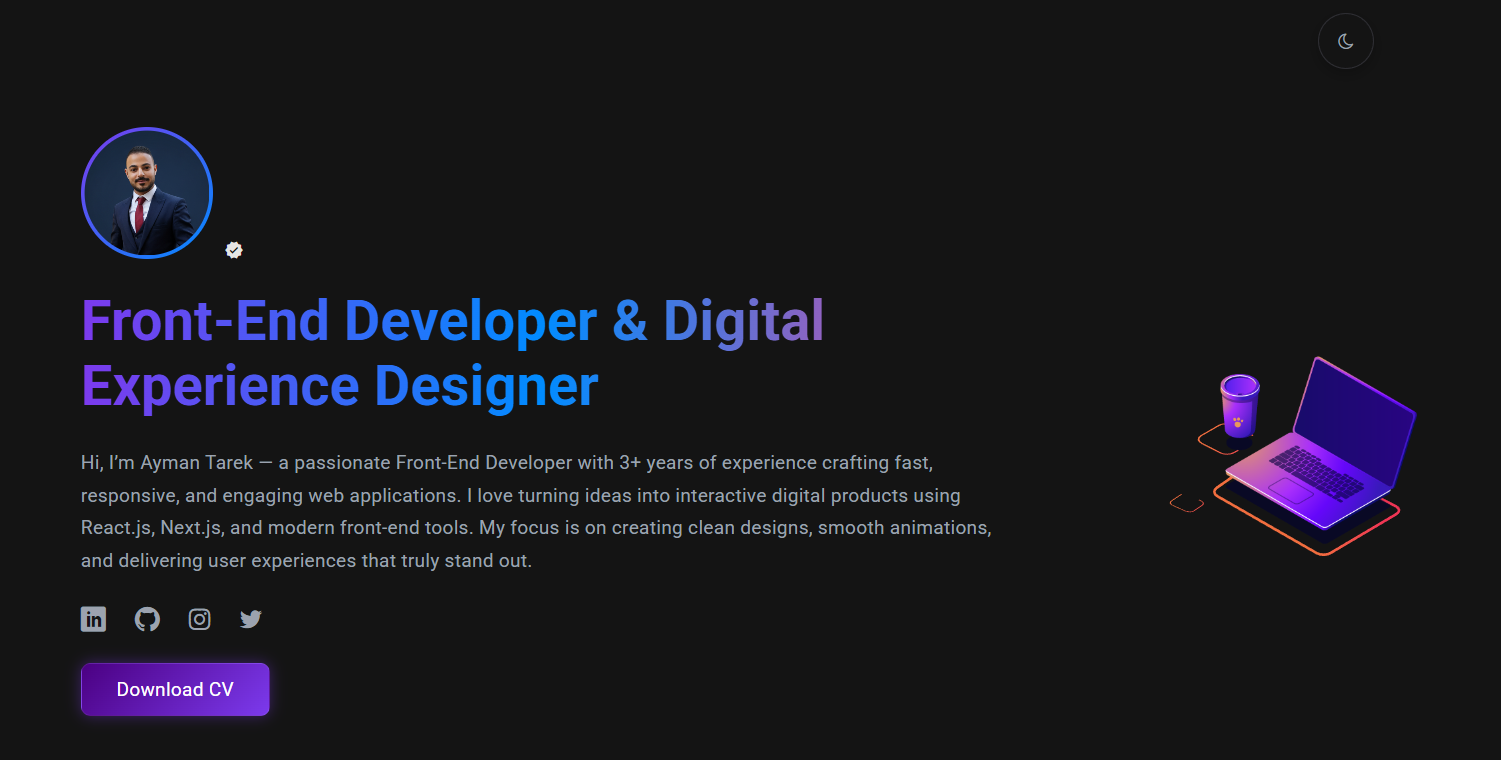 Front-End Developer & Digital
Experience Designer
Hi, I’m Ayman Tarek — a passionate Front-End Developer with 3+ years of experience crafting fast,
responsive, and engaging web applications. I love turning ideas into interactive digital products using
React.js, Next.js, and modern front-end tools. My focus is on creating clean designs, smooth animations,
and delivering user experiences that truly stand out.
in
Download CV